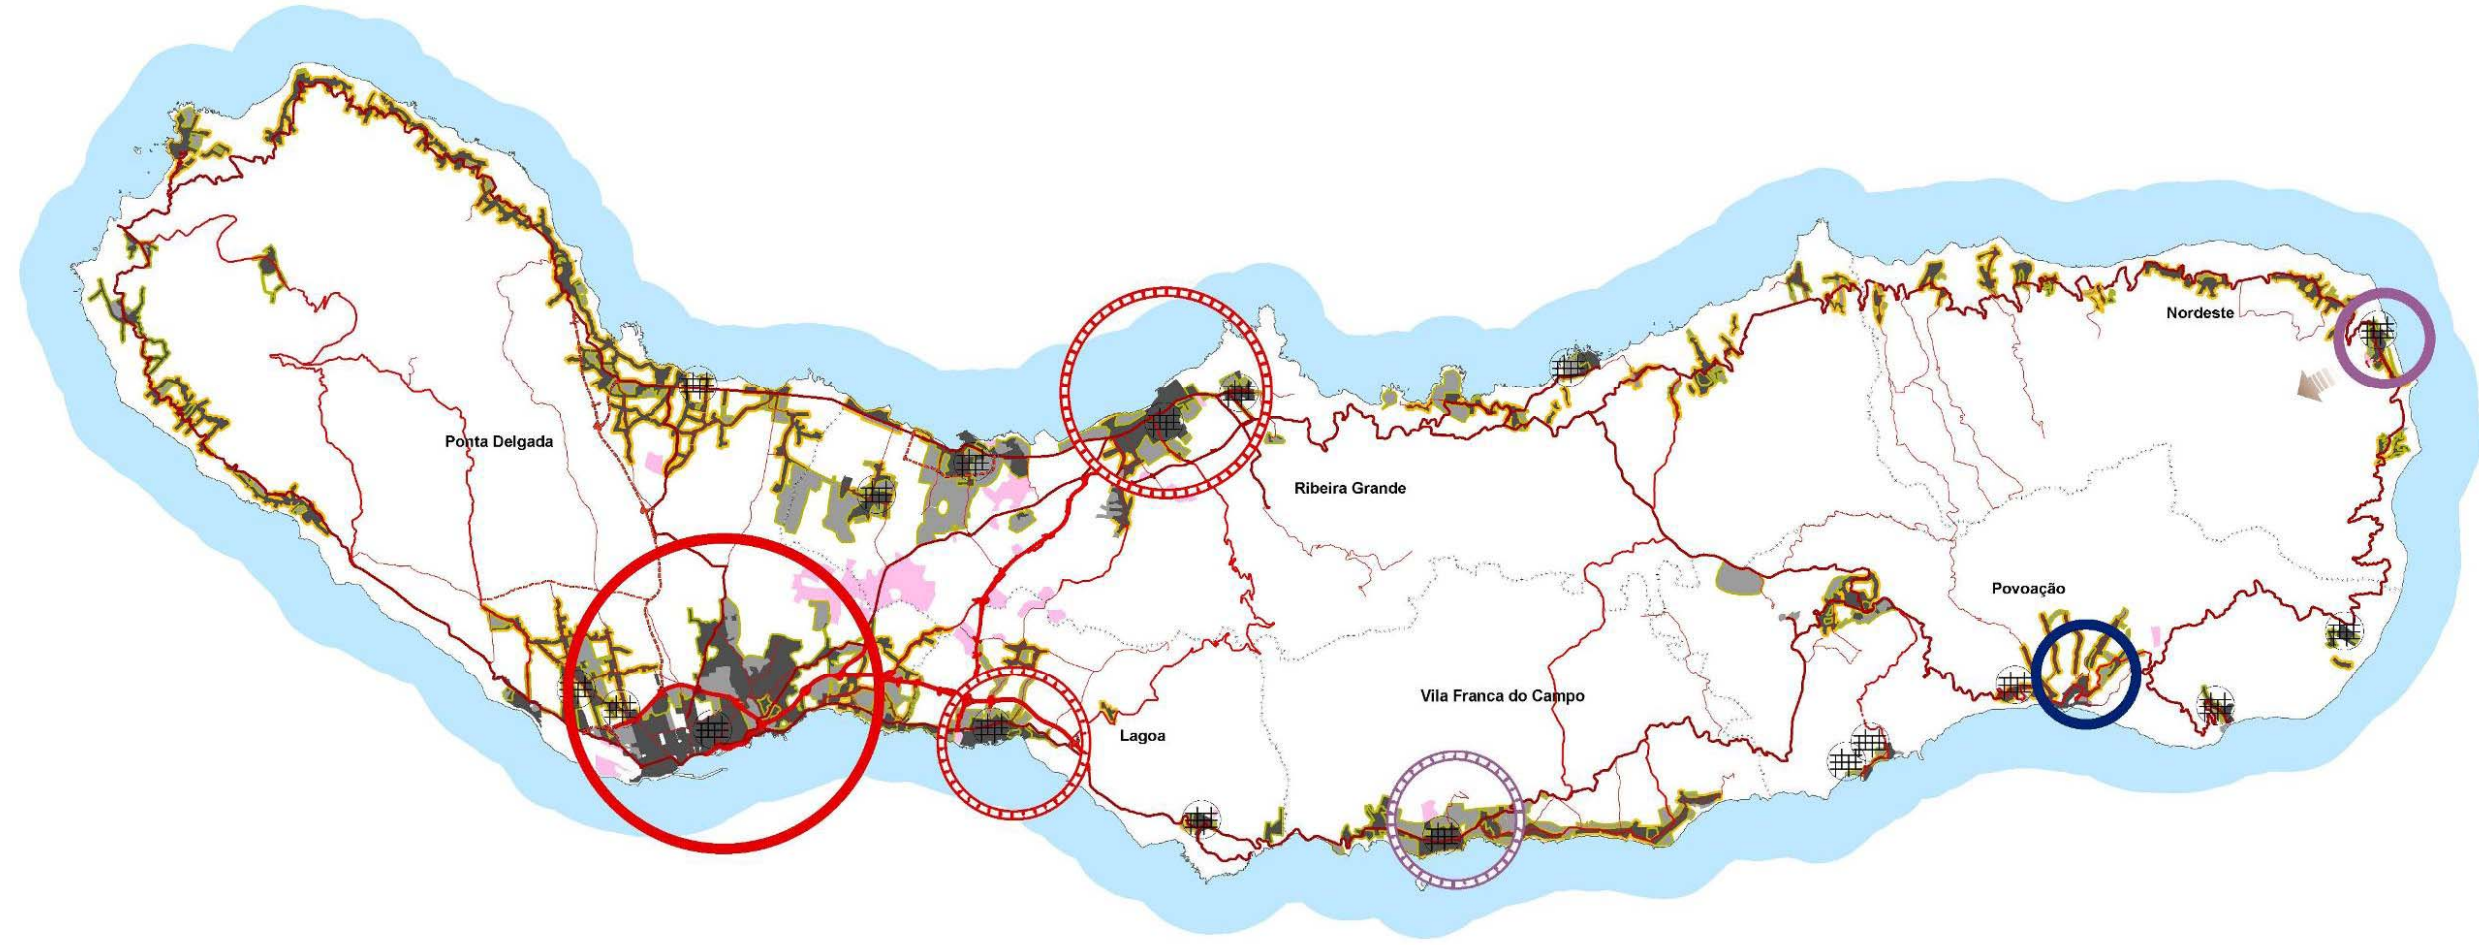 Nordeste
Ponta Delgada
Ribeira Grande
Povoação
Vila Franca do Campo
Lagoa